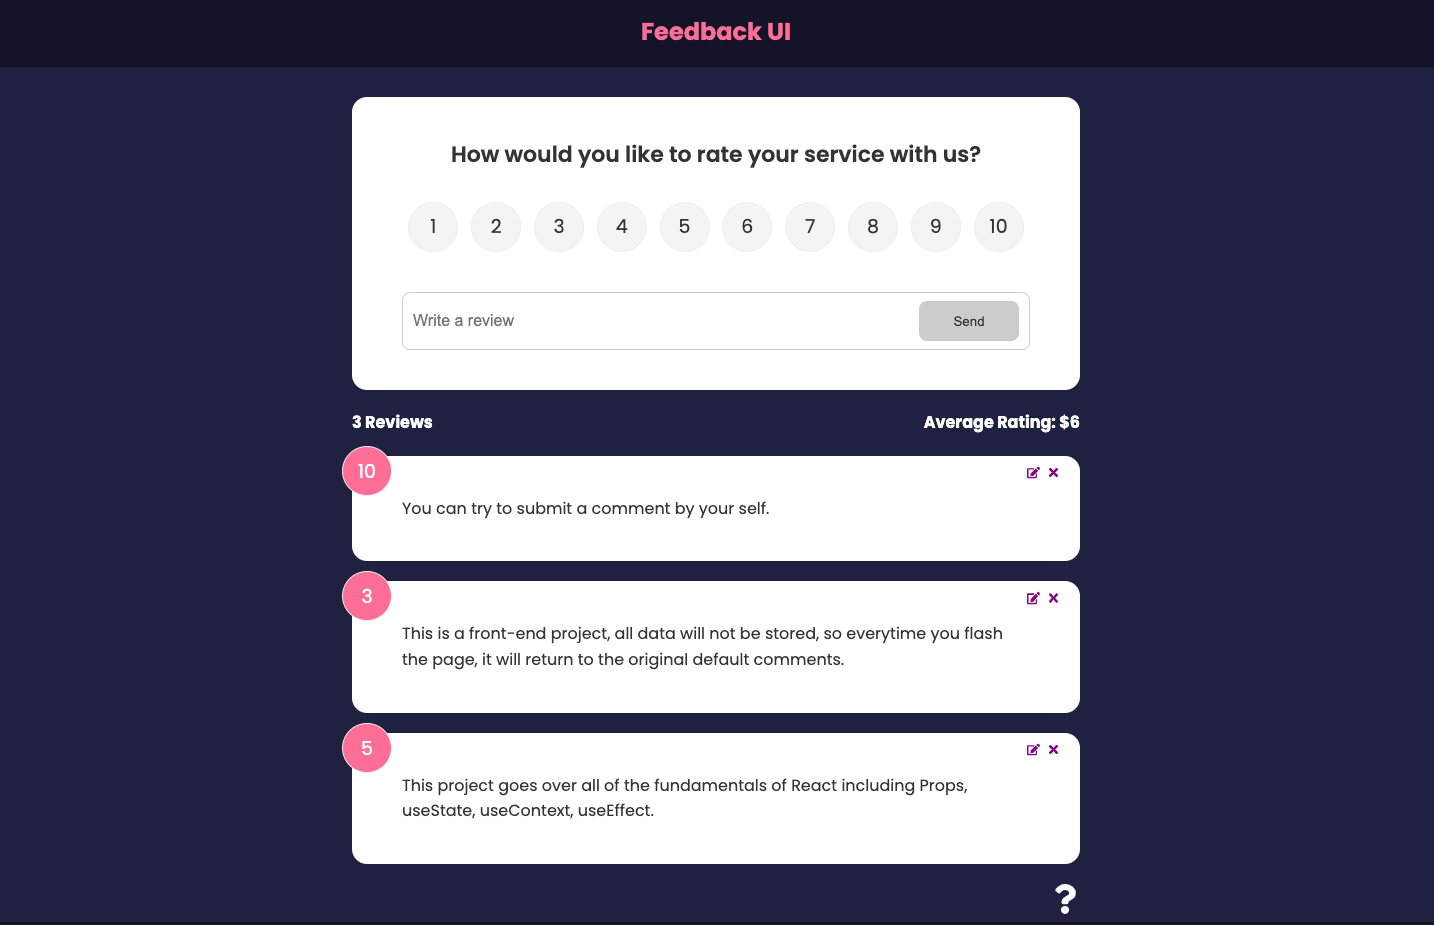 Feedback UI
How would you like to rate your service with us?
1 2 3 4 5 6 7 8 9 10
Write a review Send
3 Reviews Average Rating: $6
10
You can try to submit a comment by your self.
3
This is a front-end project, all data will not be stored, so everytime you flash
the page, it will return to the original default comments.
5
This project goes over all of the fundamentals of React including Props,
useState, useContext, useEffect.
?